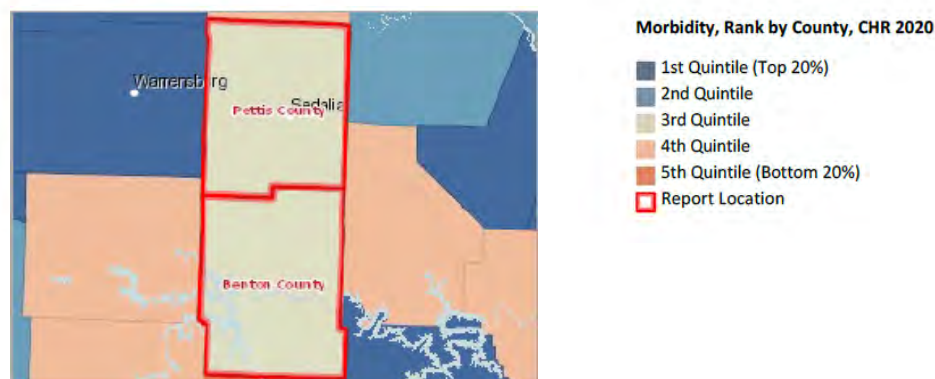 Warrensburg
Sedalia
Pettis County
Benton County
Morbidity, Rank by County, CHR 2020
1st Quintile (Top 20%)
2nd Quintile
3rd Quintile
4th Quintile
5th Quintile (Bottom 20%)
Report Location